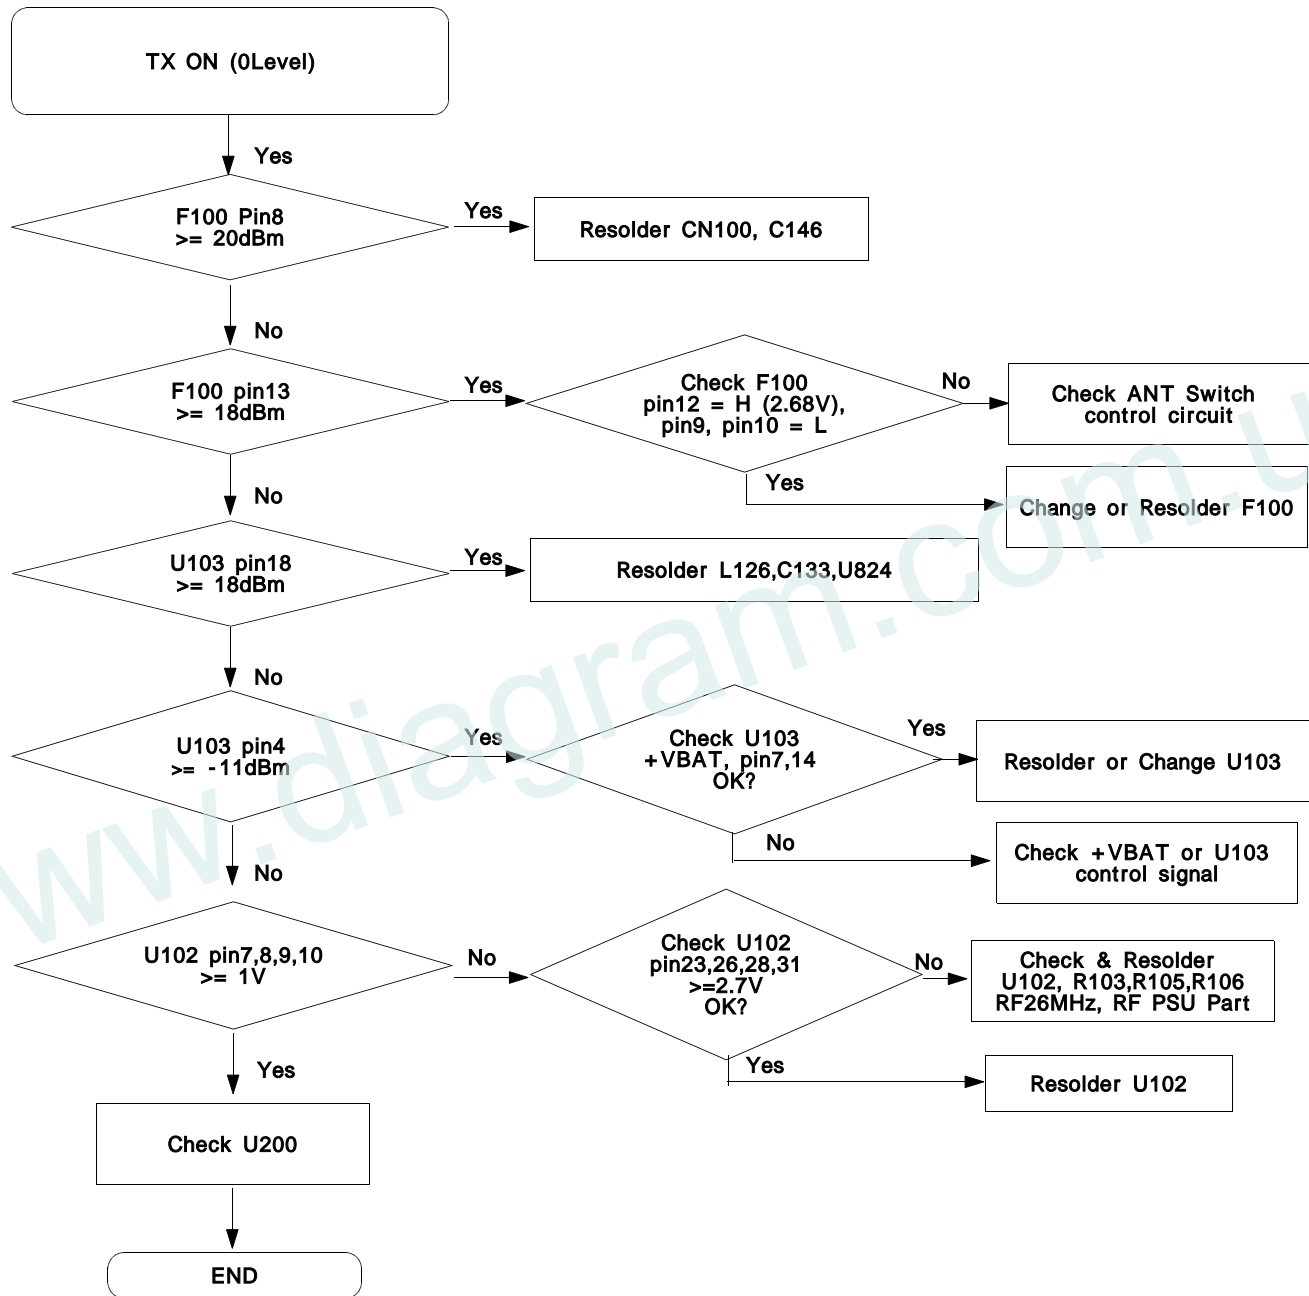 TX ON (0Level)
Yes
F100 Pin8
>= 20dBm
Yes
Resolder CN100, C146
No
F100 pin13
>= 18dBm
Yes
Check F100
pin12 = H (2.68V),
pin9, pin10 = L
No
Check ANT Switch
control circuit
Yes
Change or Resolder F100
No
U103 pin18
>= 18dBm
Yes
Resolder L126,C133,U824
No
U103 pin4
>= -11dBm
Yes
Check U103
+VBAT, pin7,14
OK?
Yes
Resolder or Change U103
No
Check +VBAT or U103
control signal
No
U102 pin7,8,9,10
>= 1V
No
Check U102
pin23,26,28,31
>=2.7V
OK?
No
Check & Resolder
U102, R103,R105,R106
RF26MHz, RF PSU Part
Yes
Resolder U102
Yes
Check U200
END
ww.diagram.com.u